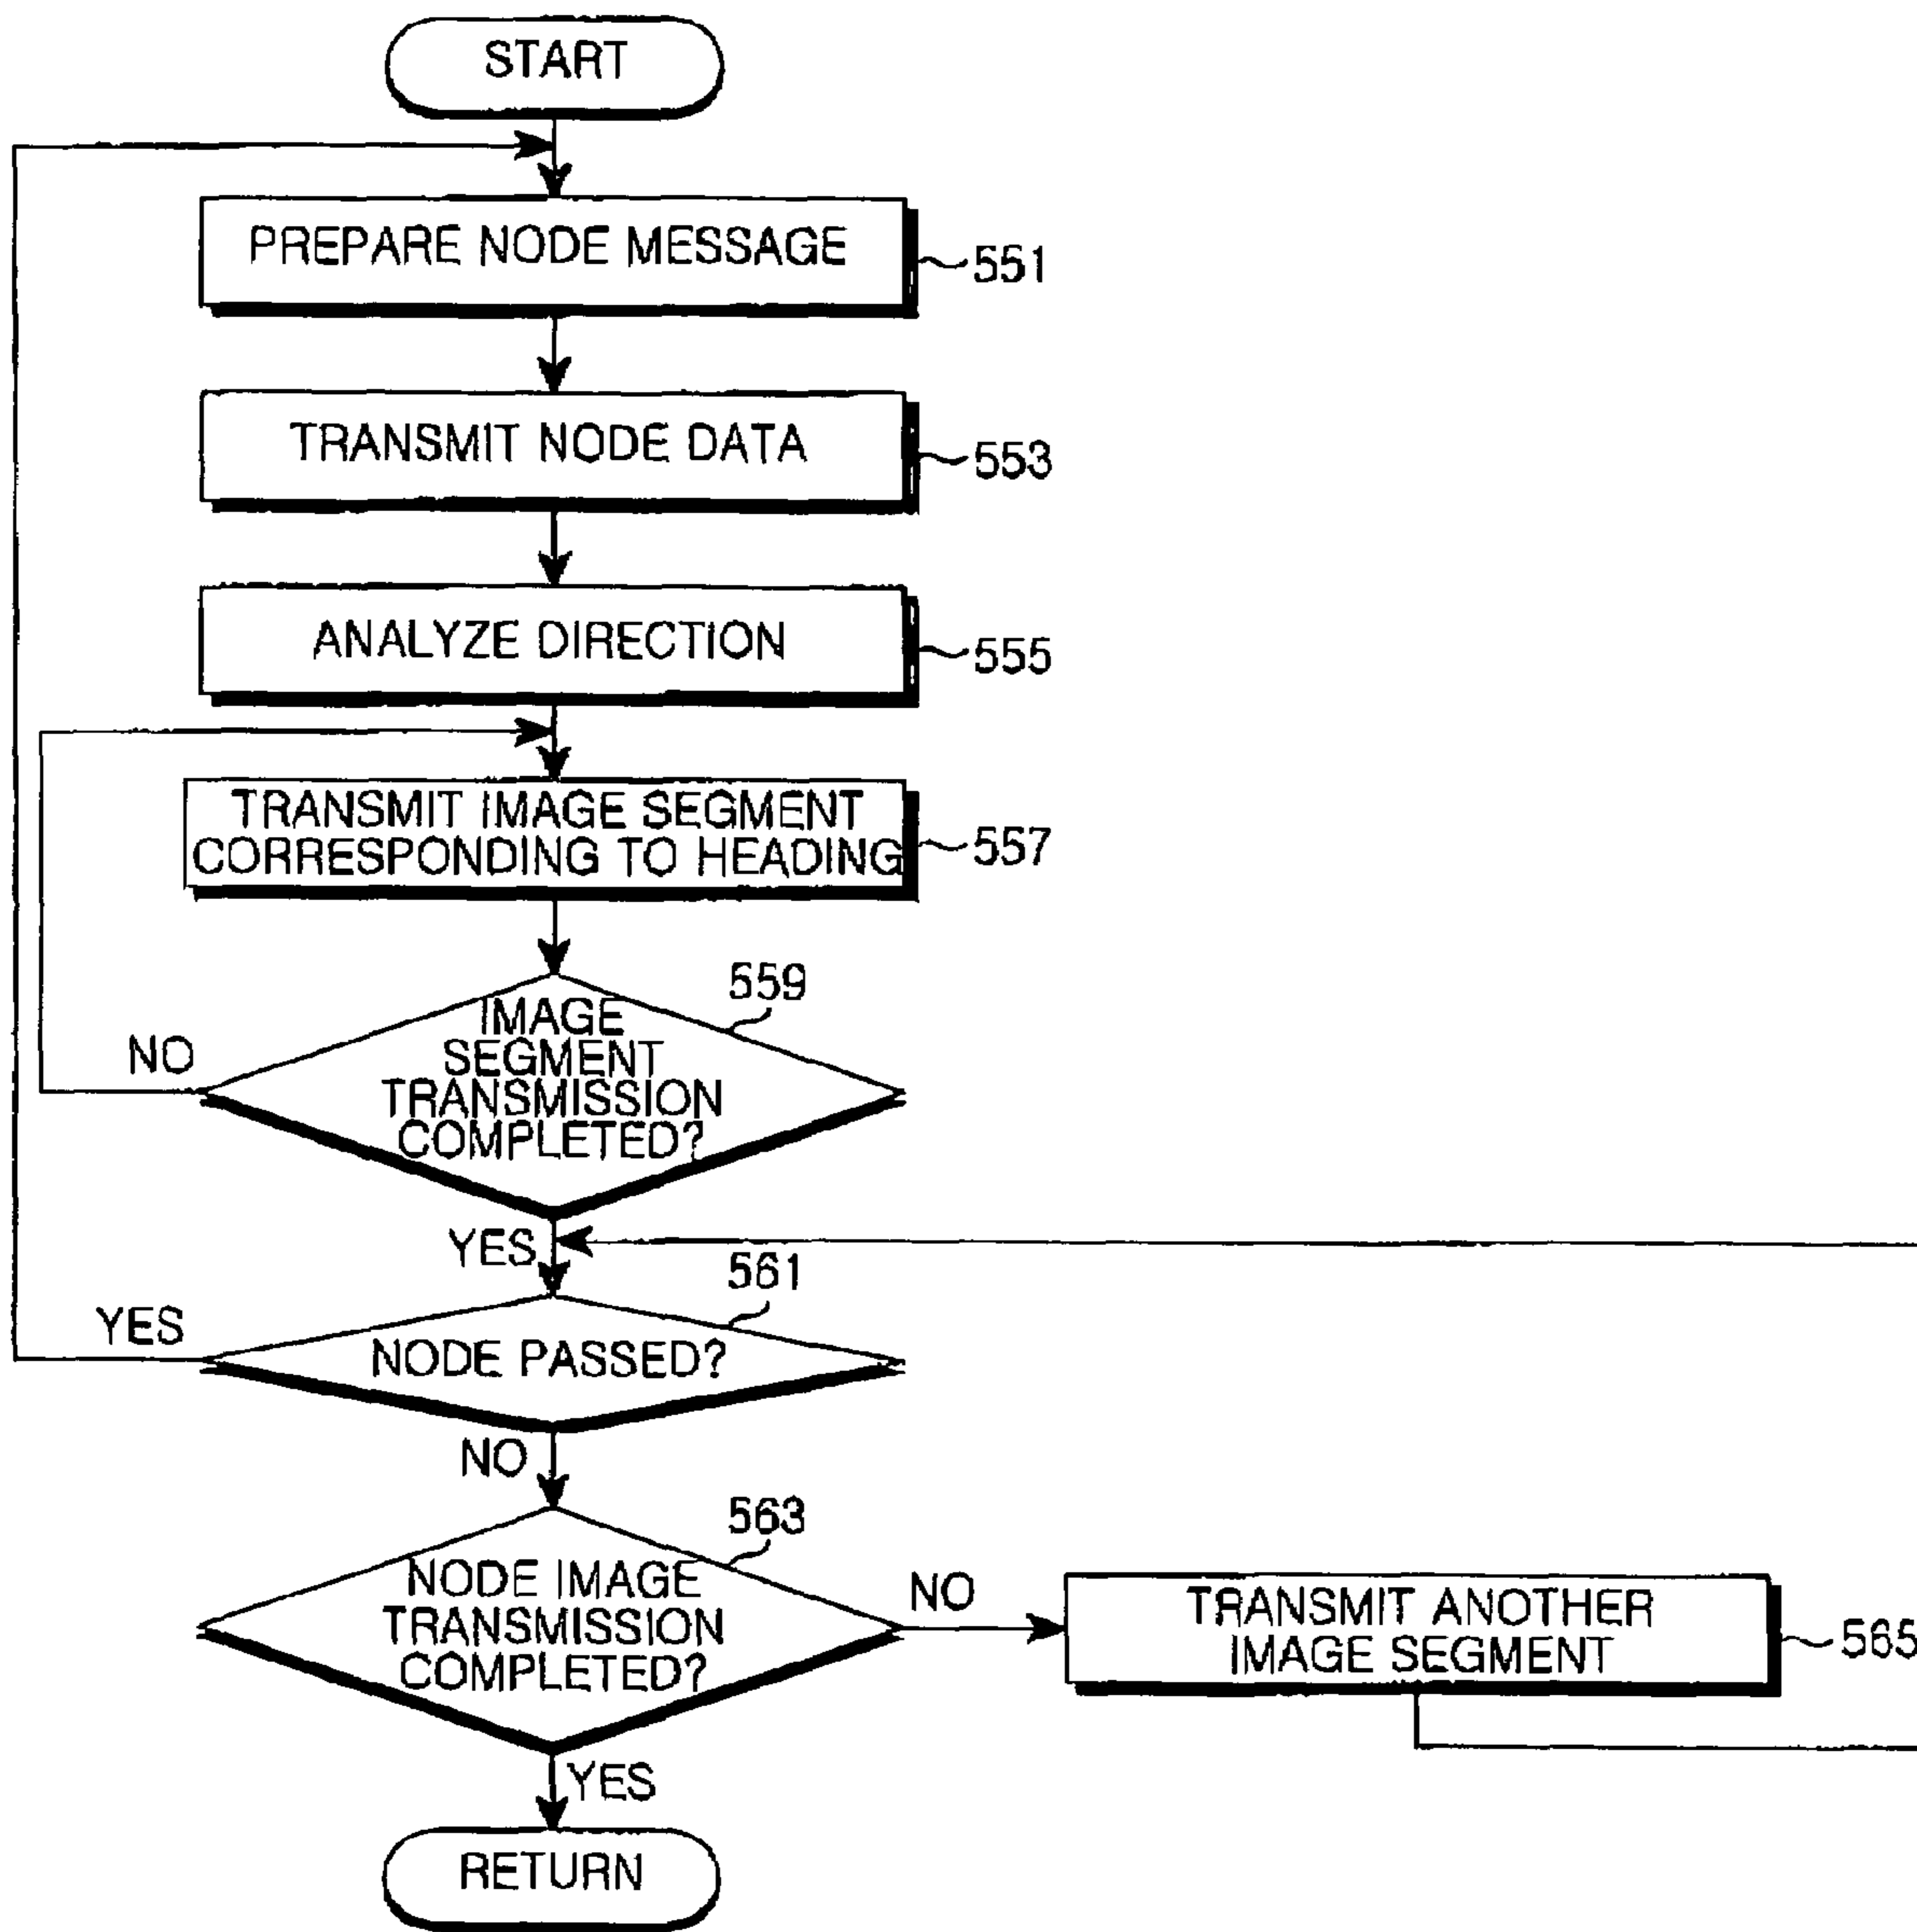 START
PREPARE NODE MESSAGE
551
TRANSMIT NODE DATA
553
ANALYZE DIRECTION
555
TRANSMIT IMAGE SEGMENT
CORRESPONDING TO HEADING
557
559
IMAGE
SEGMENT
TRANSMISSION
COMPLETED?
NO
YES
561
YES
NODE PASSED?
NO
563
NODE IMAGE
TRANSMISSION
COMPLETED?
NO
TRANSMIT ANOTHER
IMAGE SEGMENT
565
YES
RETURN